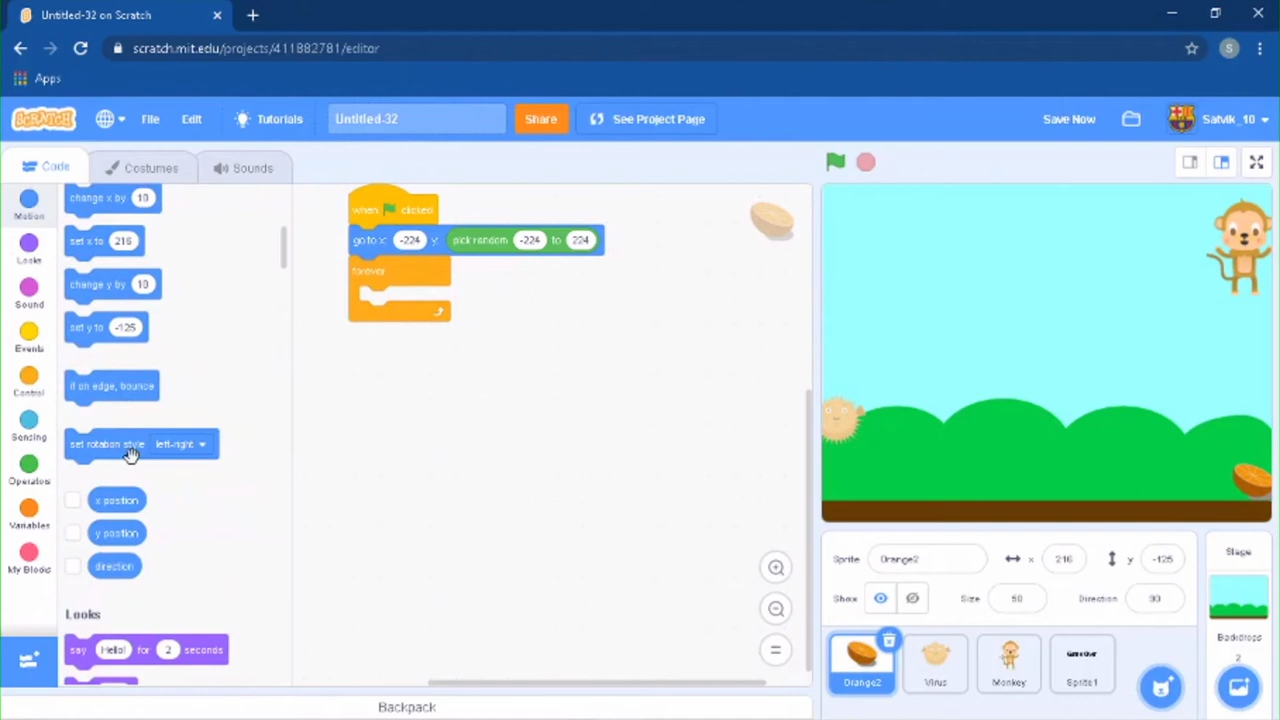 Untitled-32 on Scratch
scratch.mit.edu/projects/411882781/editor
S
Apps
SCRATCH
File
Edit
Tutorials
Untitled-32
Share
See Project Page
Save Now
Satvik_10
Code
Costumes
Sounds
Motion
Looks
Sound
Events
Control
Sensing
Operators
Variables
My Blocks
change x by 10
set x to 216
change y by 10
set y to -125
if on edge, bounce
set rotation style left-right
x position
y position
direction
Looks
say Hello! for 2 seconds
when clicked
go to x: -224 y: pick random -224 to 224
forever
Sprite Orange2 x 216 y -125
Show Size 50 Direction 90
Orange2
Virus
Monkey
Game Over
Sprite1
Stage
Backdrops
2
Backpack